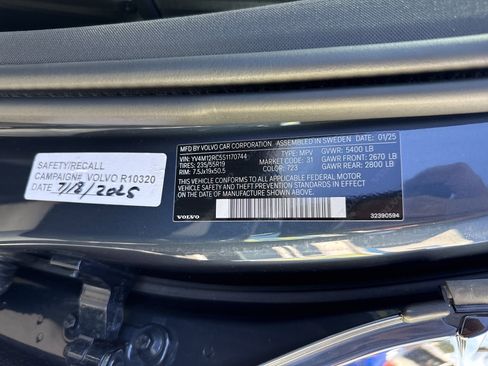 SAFETY/RECALL
CAMPAIGN# VOLVO R10320
DATE 7/18/2025
MFD BY VOLVO CAR CORPORATION. ASSEMBLED IN SWEDEN 01/25
VIN: YV4M12RC5S1170744 TYPE: MPV GVWR: 5400 LB
TIRES: 235/55R19 MARKET CODE: 31 GAWR FRONT: 2670 LB
RIM: 7.5Jx19x50.5 COLOR: 723 GAWR REAR: 2800 LB
THIS VEHICLE CONFORMS TO ALL APPLICABLE FEDERAL MOTOR
VEHICLE SAFETY AND THEFT PREVENTION STANDARDS IN EFFECT
ON THE DATE OF MANUFACTURE SHOWN ABOVE.
VOLVO 32390594